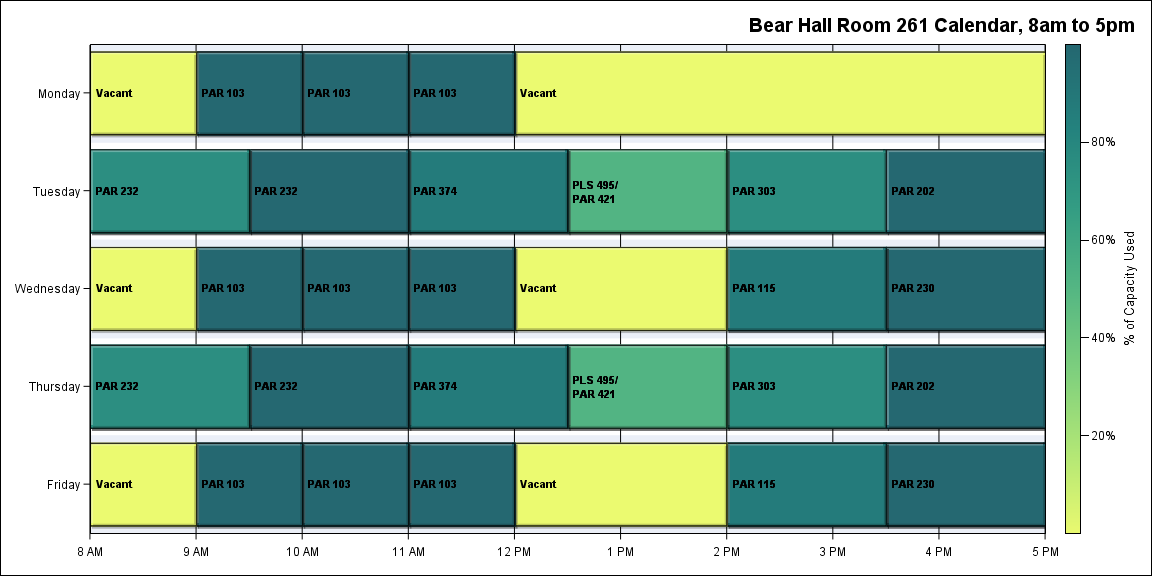 Bear Hall Room 261 Calendar, 8am to 5pm
Monday
Vacant
PAR 103
PAR 103
PAR 103
Vacant
Tuesday
PAR 232
PAR 232
PAR 374
PLS 495/
PAR 421
PAR 303
PAR 202
Wednesday
Vacant
PAR 103
PAR 103
PAR 103
Vacant
PAR 115
PAR 230
Thursday
PAR 232
PAR 232
PAR 374
PLS 495/
PAR 421
PAR 303
PAR 202
Friday
Vacant
PAR 103
PAR 103
PAR 103
Vacant
PAR 115
PAR 230
8 AM
9 AM
10 AM
11 AM
12 PM
1 PM
2 PM
3 PM
4 PM
5 PM
80%
60%
40%
20%
% of Capacity Used